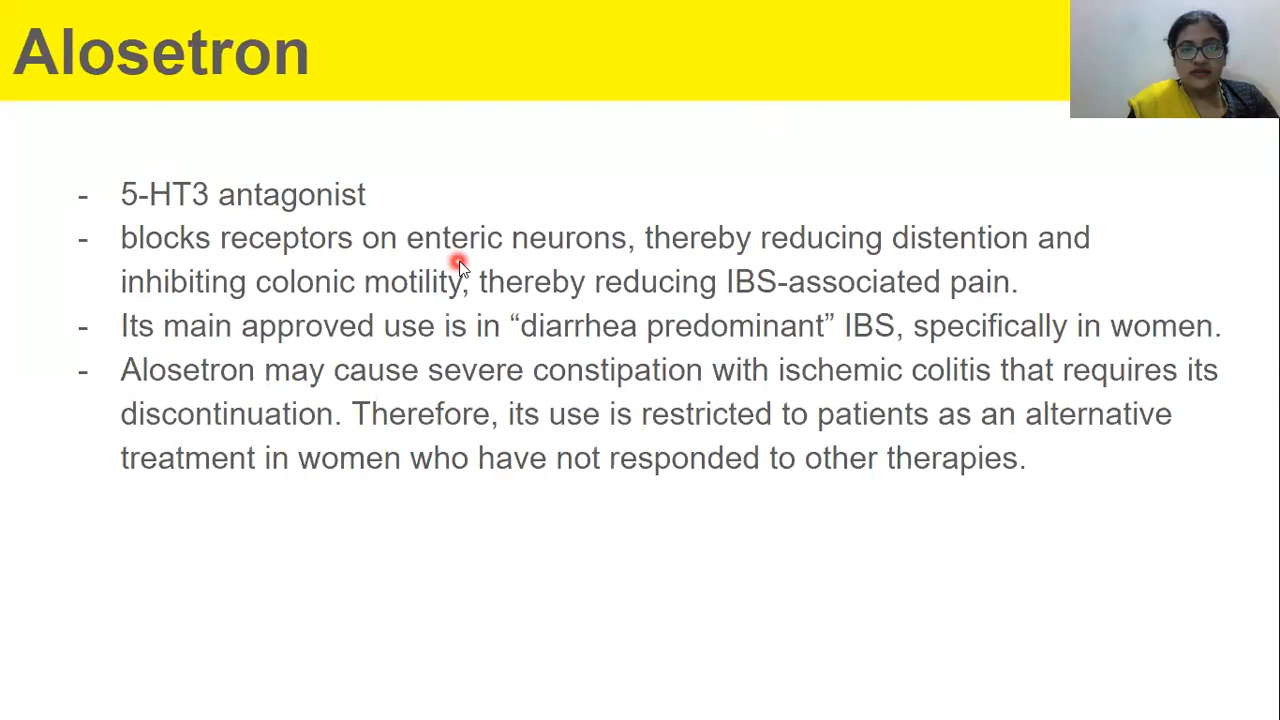 Alosetron
- 5-HT3 antagonist
- blocks receptors on enteric neurons, thereby reducing distention and
inhibiting colonic motility, thereby reducing IBS-associated pain.
- Its main approved use is in “diarrhea predominant” IBS, specifically in women.
- Alosetron may cause severe constipation with ischemic colitis that requires its
discontinuation. Therefore, its use is restricted to patients as an alternative
treatment in women who have not responded to other therapies.